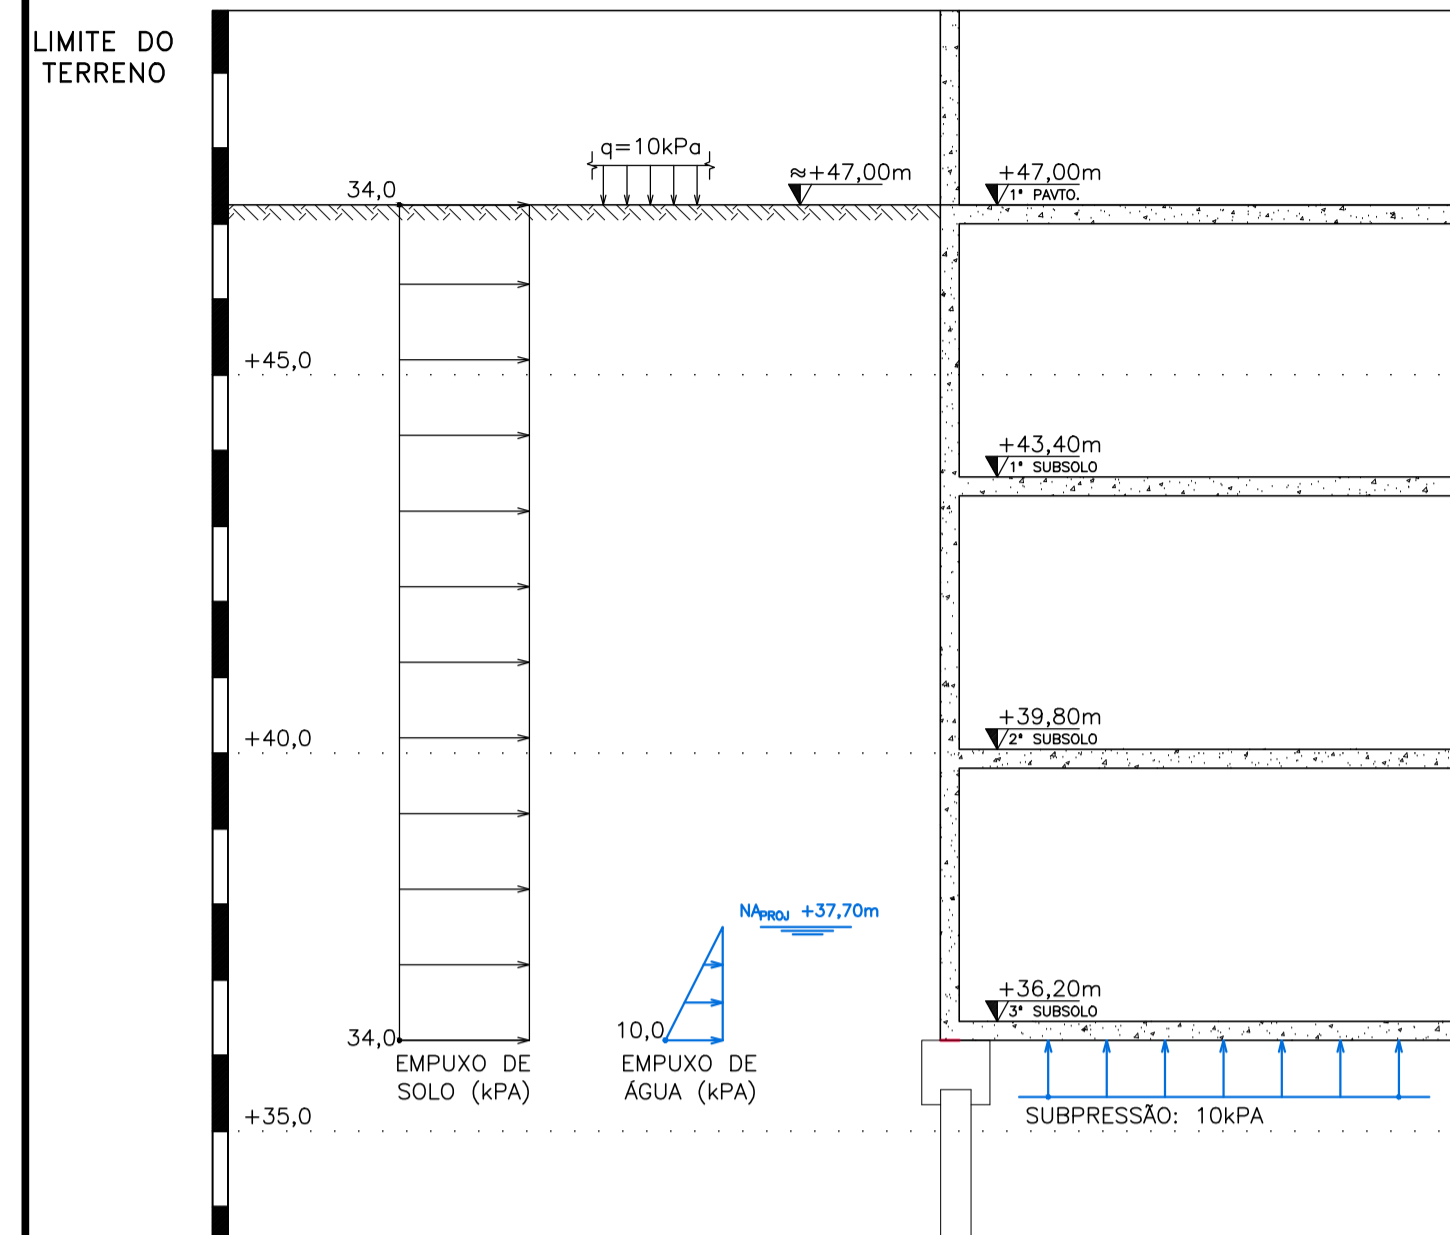 LIMITE DO
TERRENO
q=10kPa
34,0
≈+47,00m
+47,00m
1° PAVTO.
+45,0
+43,40m
1° SUBSOLO
+40,0
+39,80m
2° SUBSOLO
NAPROJ +37,70m
+36,20m
3° SUBSOLO
34,0
10,0
EMPUXO DE
SOLO (kPA)
EMPUXO DE
ÁGUA (kPA)
+35,0
SUBPRESSÃO: 10kPA